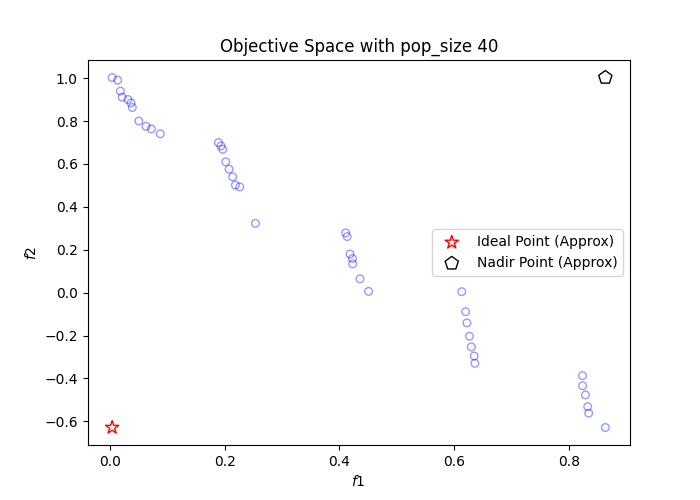 Objective Space with pop_size 40
1.0
0.8
0.6
0.4
0.2
0.0
−0.2
−0.4
−0.6
f2
Ideal Point (Approx)
Nadir Point (Approx)
0.0 0.2 0.4 0.6 0.8
f1